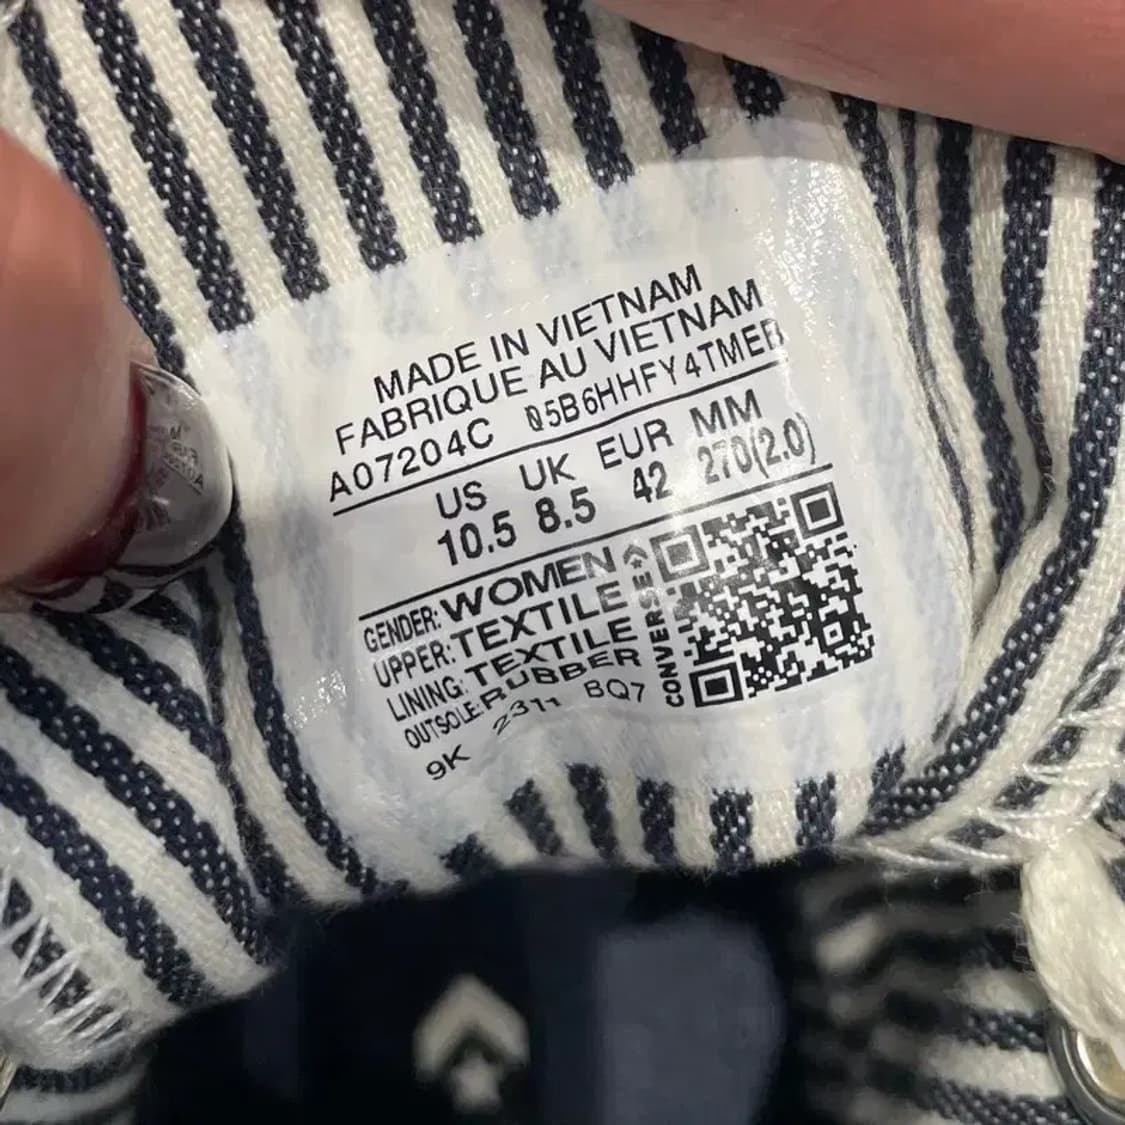 MADE IN VIETNAM
FABRIQUE AU VIETNAM
A07204C Q5B6HHFY4TMEB
US UK EUR MM
10.5 8.5 42 270(2.0)
GENDER: WOMEN
UPPER: TEXTILE
LINING: TEXTILE
OUTSOLE: RUBBER
9K 2311 BQ7
CONVERSE